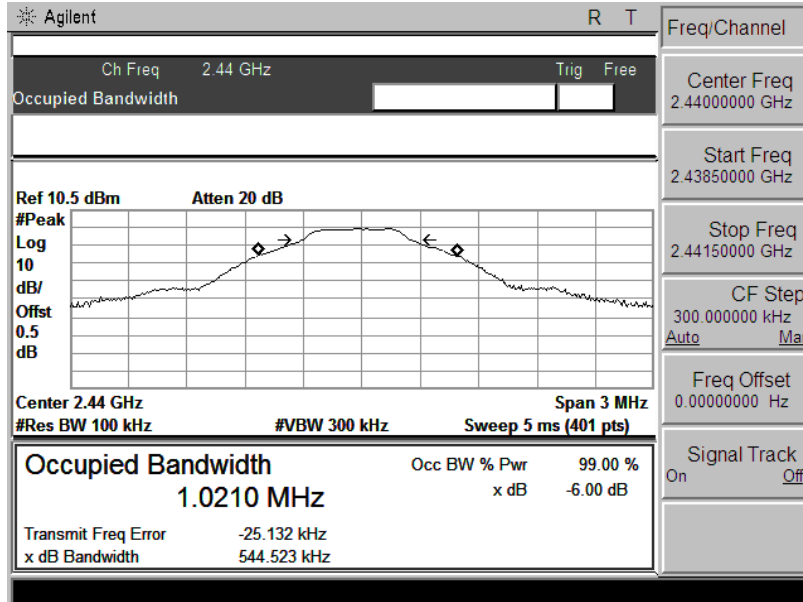 Agilent R T
Ch Freq 2.44 GHz Trig Free
Occupied Bandwidth
Ref 10.5 dBm Atten 20 dB
#Peak
Log
10
dB/
Offst
0.5
dB
Center 2.44 GHz Span 3 MHz
#Res BW 100 kHz #VBW 300 kHz Sweep 5 ms (401 pts)
Occupied Bandwidth Occ BW % Pwr 99.00 %
1.0210 MHz x dB -6.00 dB
Transmit Freq Error -25.132 kHz
x dB Bandwidth 544.523 kHz
Freq/Channel
Center Freq
2.44000000 GHz
Start Freq
2.43850000 GHz
Stop Freq
2.44150000 GHz
CF Step
300.000000 kHz
Auto Ma
Freq Offset
0.00000000 Hz
Signal Track
On Off